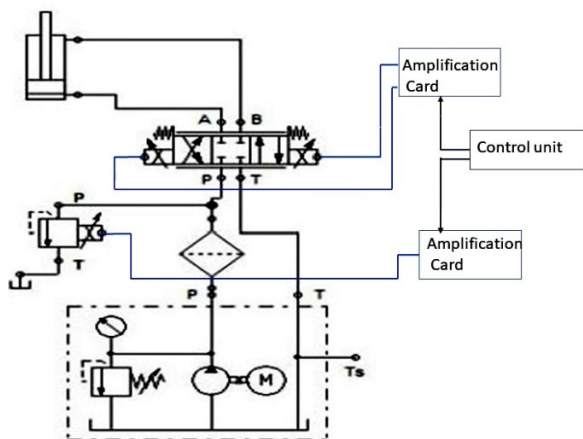 Amplification
Card
A B
Control unit
P T
P
T
Amplification
Card
P T
Ts
M